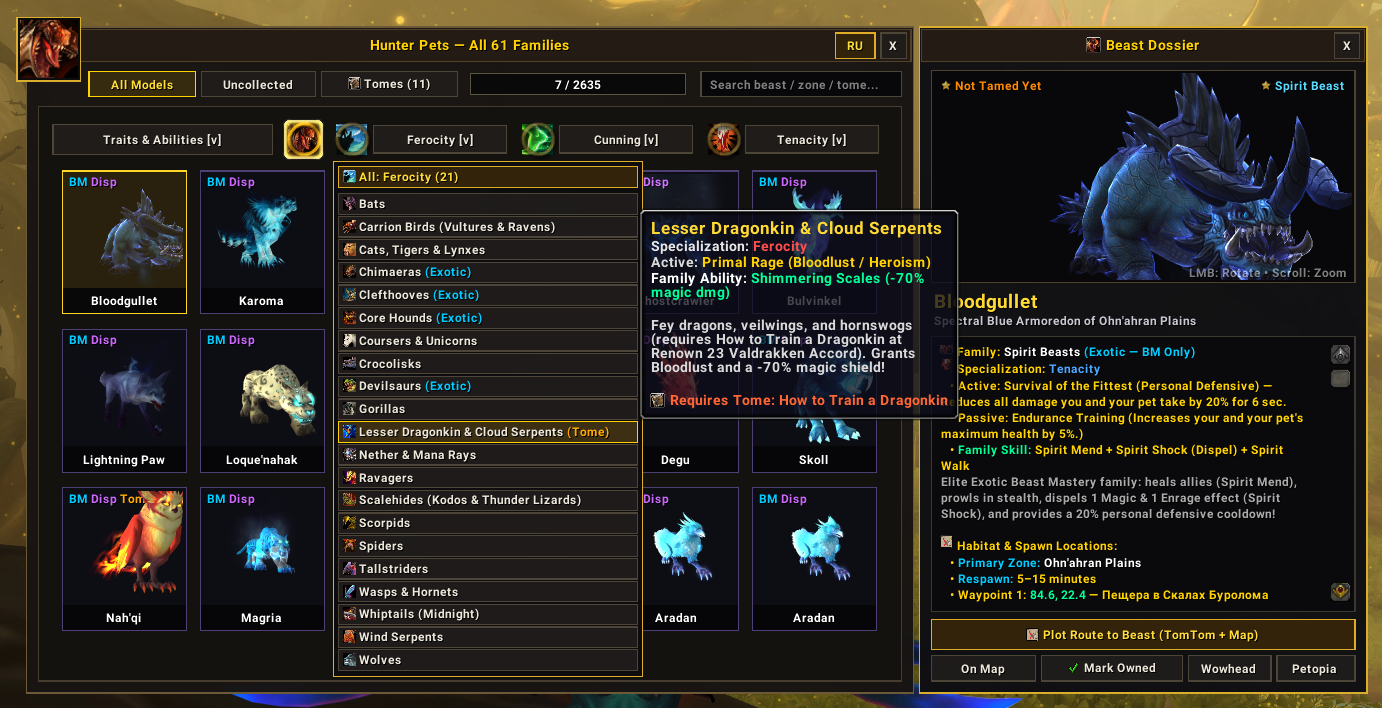 Hunter Pets — All 61 Families
RU
X
All Models
Uncollected
Tomes (11)
7 / 2635
Search beast / zone / tome...
Traits & Abilities [v]
Ferocity [v]
Cunning [v]
Tenacity [v]
BM Disp
Bloodgullet
BM Disp
Karoma
Disp
hostcrawler
BM Disp
Bulvinkel
Lightning Paw
Loque'nahak
Degu
Skoll
BM Disp Tom
Nah'qi
BM Disp
Magria
Disp
Aradan
BM Disp
Aradan
All: Ferocity (21)
Bats
Carrion Birds (Vultures & Ravens)
Cats, Tigers & Lynxes
Chimaeras (Exotic)
Clefthooves (Exotic)
Core Hounds (Exotic)
Coursers & Unicorns
Crocolisks
Devilsaurs (Exotic)
Gorillas
Lesser Dragonkin & Cloud Serpents (Tome)
Nether & Mana Rays
Ravagers
Scalehides (Kodos & Thunder Lizards)
Scorpids
Spiders
Tallstriders
Wasps & Hornets
Whiptails (Midnight)
Wind Serpents
Wolves
Lesser Dragonkin & Cloud Serpents
Specialization: Ferocity
Active: Primal Rage (Bloodlust / Heroism)
Family Ability: Shimmering Scales (-70%
magic dmg)
Fey dragons, veilwings, and hornswogs
(requires How to Train a Dragonkin at
Renown 23 Valdrakken Accord). Grants
Bloodlust and a -70% magic shield!
Requires Tome: How to Train a Dragonkin
Beast Dossier
X
Not Tamed Yet
Spirit Beast
LMB: Rotate • Scroll: Zoom
Bloodgullet
Spectral Blue Armoredon of Ohn'ahran Plains
Family: Spirit Beasts (Exotic — BM Only)
Specialization: Tenacity
• Active: Survival of the Fittest (Personal Defensive) —
educes all damage you and your pet take by 20% for 6 sec.
• Passive: Endurance Training (Increases your and your pet's
maximum health by 5%.)
• Family Skill: Spirit Mend + Spirit Shock (Dispel) + Spirit
Walk
Elite Exotic Beast Mastery family: heals allies (Spirit Mend),
prowls in stealth, dispels 1 Magic & 1 Enrage effect (Spirit
Shock), and provides a 20% personal defensive cooldown!
Habitat & Spawn Locations:
• Primary Zone: Ohn'ahran Plains
• Respawn: 5–15 minutes
• Waypoint 1: 84.6, 22.4 — Пещера в Скалах Буролома
Plot Route to Beast (TomTom + Map)
On Map
Mark Owned
Wowhead
Petopia